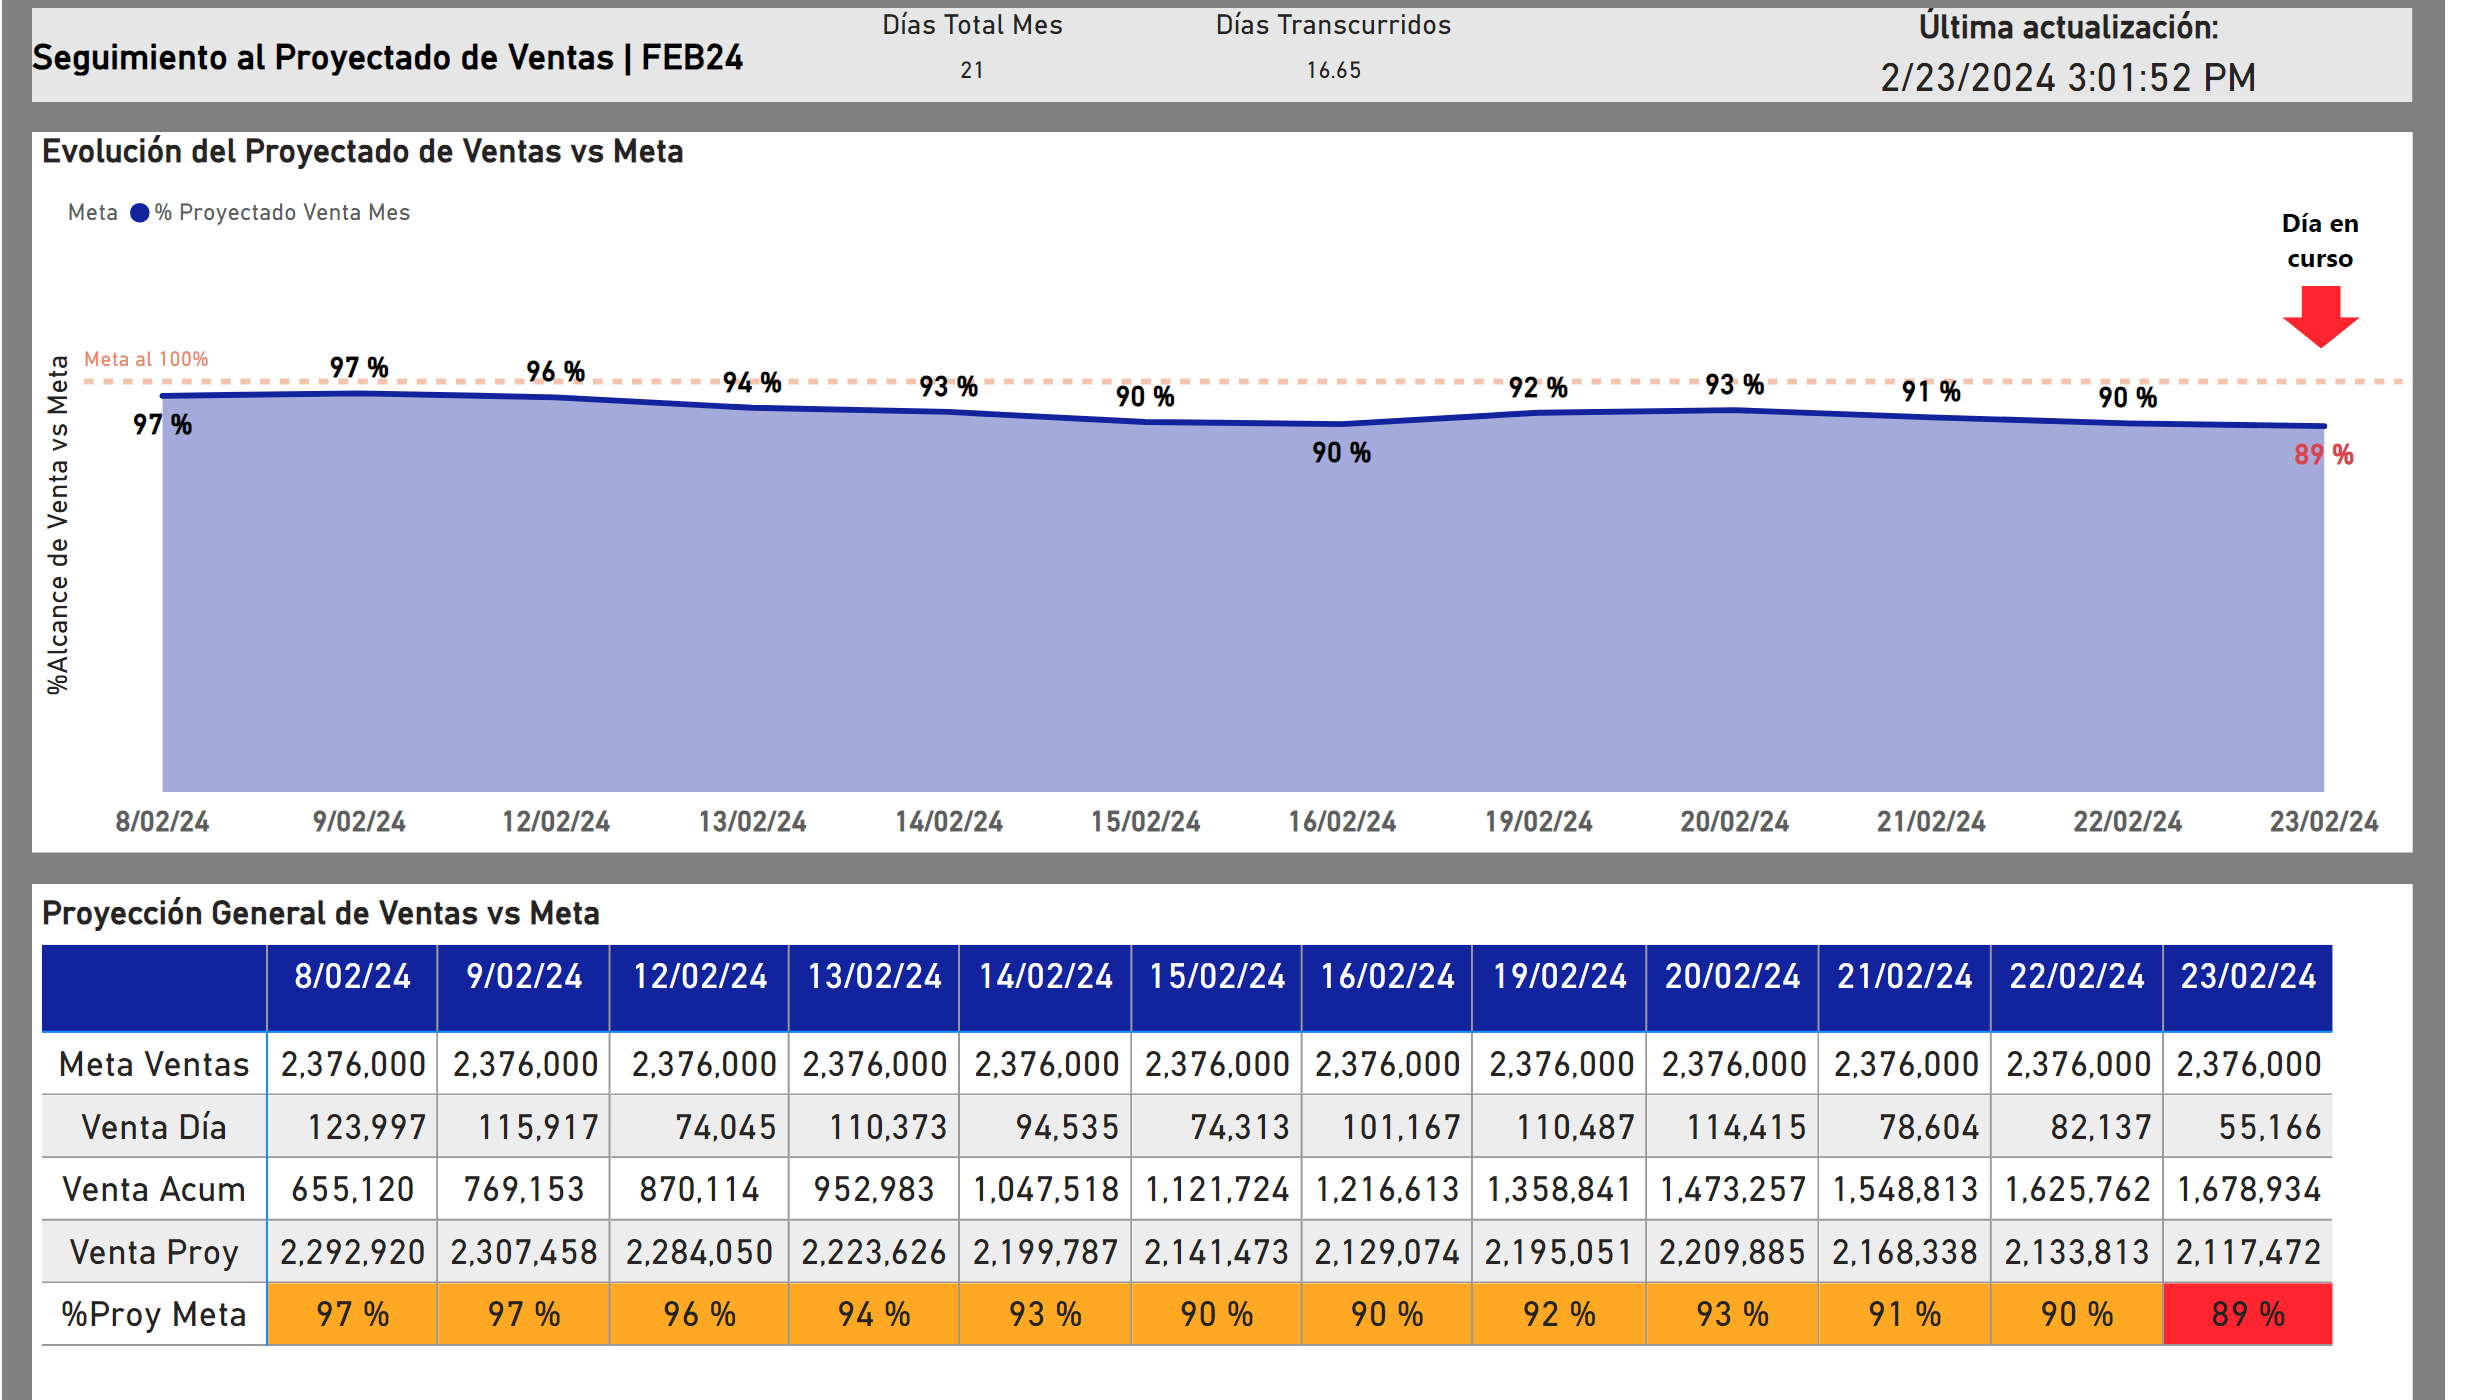 Seguimiento al Proyectado de Ventas | FEB24
Días Total Mes
21
Días Transcurridos
16.65
Última actualización:
2/23/2024 3:01:52 PM
Evolución del Proyectado de Ventas vs Meta
Meta % Proyectado Venta Mes
Día en
curso
%Alcance de Venta vs Meta
Meta al 100%
97 % 97 % 96 % 94 % 93 % 90 % 90 % 92 % 93 % 91 % 90 % 89 %
8/02/24 9/02/24 12/02/24 13/02/24 14/02/24 15/02/24 16/02/24 19/02/24 20/02/24 21/02/24 22/02/24 23/02/24
Proyección General de Ventas vs Meta
8/02/24 9/02/24 12/02/24 13/02/24 14/02/24 15/02/24 16/02/24 19/02/24 20/02/24 21/02/24 22/02/24 23/02/24
Meta Ventas 2,376,000 2,376,000 2,376,000 2,376,000 2,376,000 2,376,000 2,376,000 2,376,000 2,376,000 2,376,000 2,376,000 2,376,000
Venta Día 123,997 115,917 74,045 110,373 94,535 74,313 101,167 110,487 114,415 78,604 82,137 55,166
Venta Acum 655,120 769,153 870,114 952,983 1,047,518 1,121,724 1,216,613 1,358,841 1,473,257 1,548,813 1,625,762 1,678,934
Venta Proy 2,292,920 2,307,458 2,284,050 2,223,626 2,199,787 2,141,473 2,129,074 2,195,051 2,209,885 2,168,338 2,133,813 2,117,472
%Proy Meta 97 % 97 % 96 % 94 % 93 % 90 % 90 % 92 % 93 % 91 % 90 % 89 %